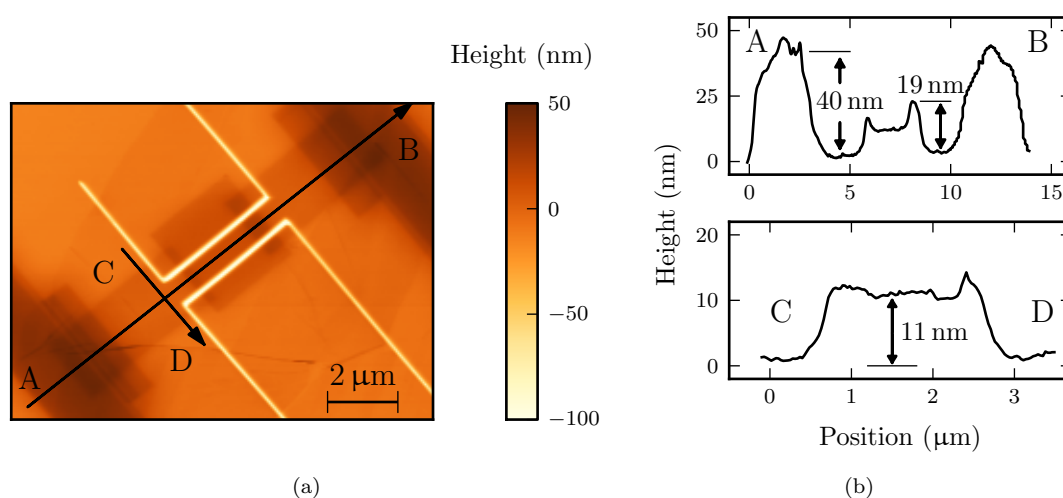 Height (nm)
50
0
−50
−100
A
B
C
D
2 μm
(a)
Height (nm)
50
25
0
A
B
40 nm
19 nm
0
5
10
15
20
10
0
C
D
11 nm
0
1
2
3
Position (μm)
(b)